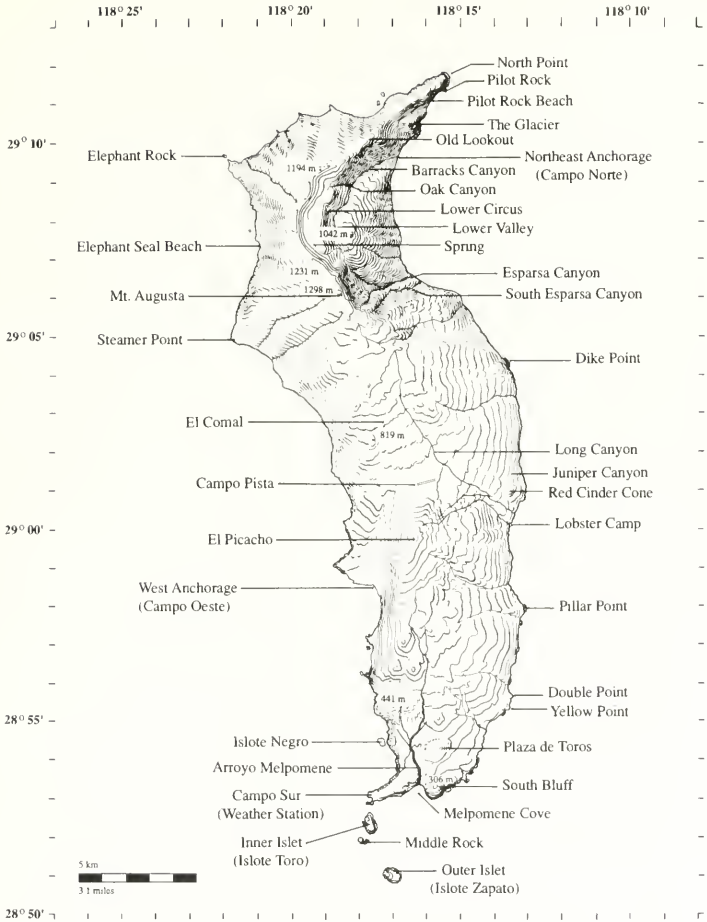 118° 25' 118° 20' 118° 15' 118° 10'
North Point
Pilot Rock
Pilot Rock Beach
The Glacier
Old Lookout
29° 10'
Elephant Rock
Northeast Anchorage
(Campo Norte)
1194 m
Barracks Canyon
Oak Canyon
Lower Circus
Lower Valley
1042 m
Elephant Seal Beach
Spring
1231 m
Esparsa Canyon
1298 m
Mt. Augusta
South Esparsa Canyon
29° 05'
Steamer Point
Dike Point
El Comal
819 m
Long Canyon
Juniper Canyon
Campo Pista
Red Cinder Cone
29° 00'
Lobster Camp
El Picacho
West Anchorage
(Campo Oeste)
Pillar Point
441 m
Double Point
Yellow Point
28° 55'
Islote Negro
Plaza de Toros
Arroyo Melpomene
306 m
South Bluff
Campo Sur
(Weather Station)
Melpomene Cove
Inner Islet
(Islote Toro)
Middle Rock
5 km
3.1 miles
Outer Islet
(Islote Zapato)
28° 50'